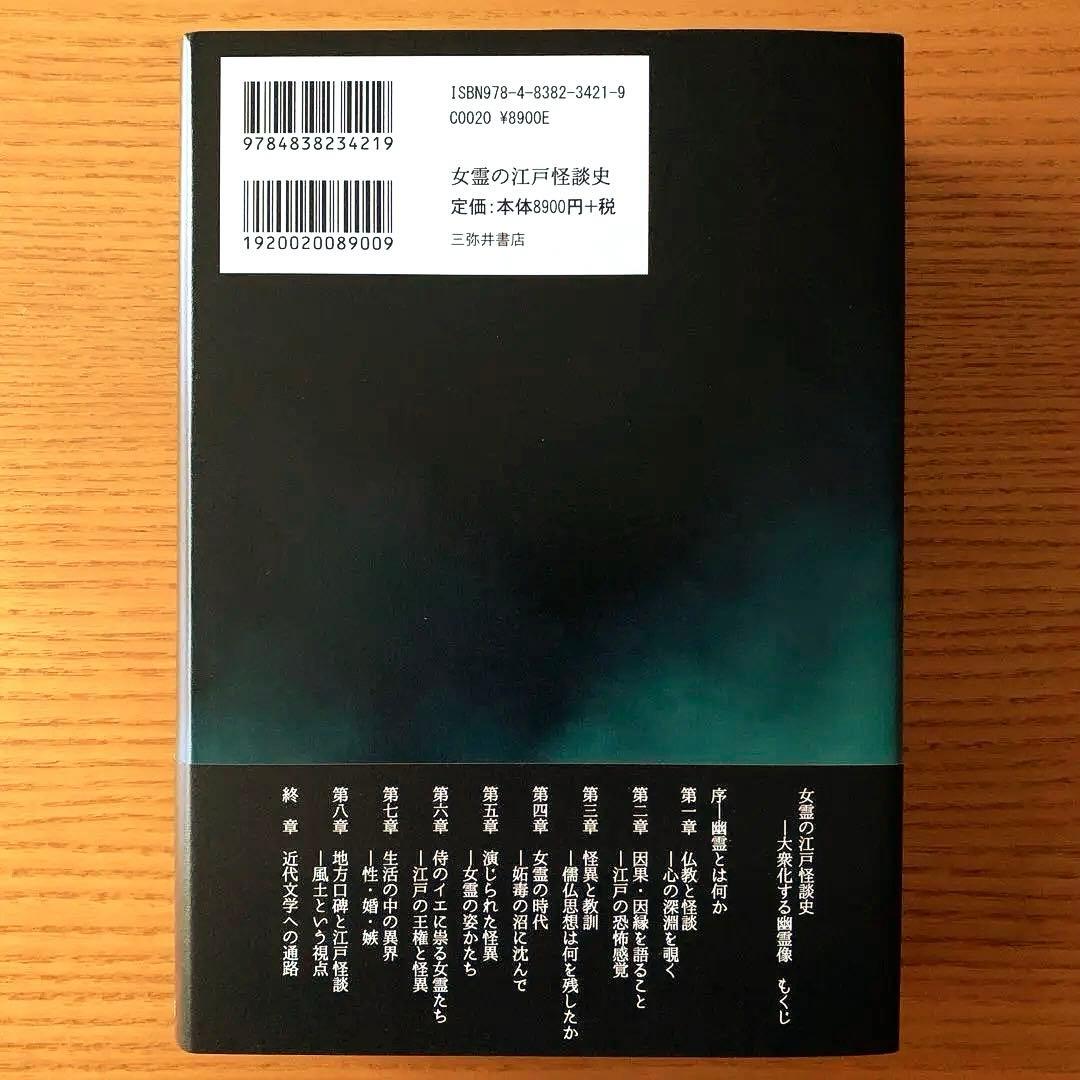 9784838234219
1920020089009
ISBN978-4-8382-3421-9
C0020 ¥8900E
女霊の江戸怪談史
定価:本体8900円+税
三弥井書店
女霊の江戸怪談史
―大衆化する幽霊像 もくじ
序―幽霊とは何か
第一章 仏教と怪談
―心の深淵を覗く
第二章 因果・因縁を語ること
―江戸の恐怖感覚
第三章 怪異と教訓
―儒仏思想は何を残したか
第四章 女霊の時代
―妬毒の沼に沈んで
第五章 演じられた怪異
―女霊の姿かたち
第六章 侍のイエに祟る女霊たち
―江戸の王権と怪異
第七章 生活の中の異界
―性・婚・嫉
第八章 地方口碑と江戸怪談
―風土という視点
終 章 近代文学への通路